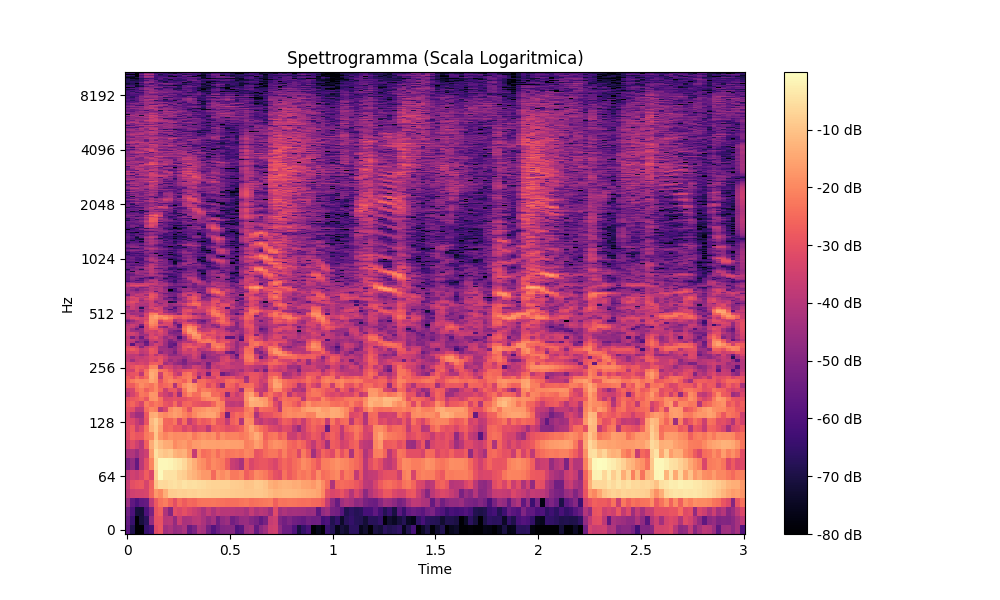 Spettrogramma (Scala Logaritmica)
Hz
8192
4096
2048
1024
512
256
128
64
0
0
0.5
1
1.5
2
2.5
3
Time
-10 dB
-20 dB
-30 dB
-40 dB
-50 dB
-60 dB
-70 dB
-80 dB